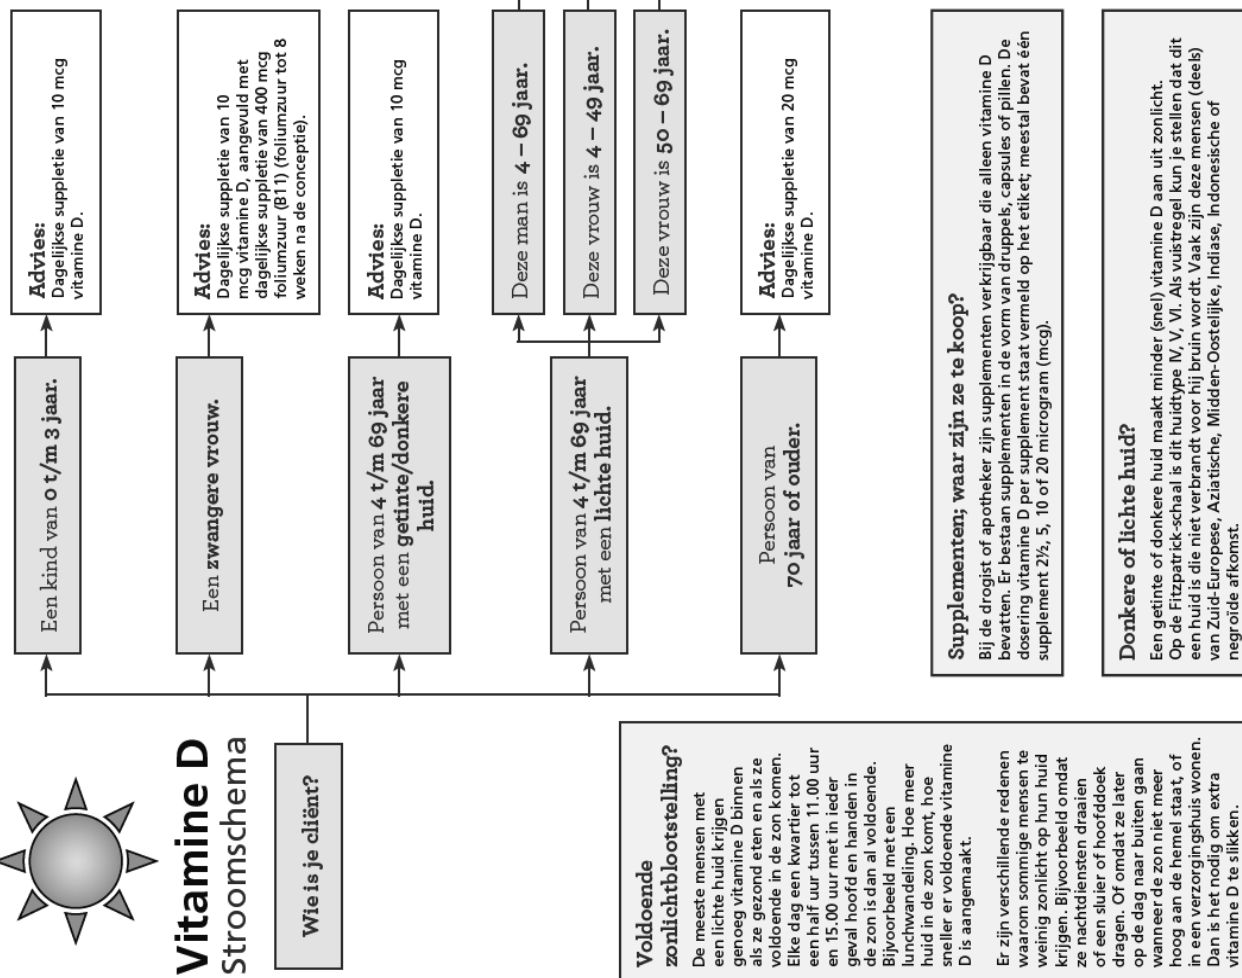 Vitamine D
Stroomschema
Wie is je cliënt?
Een kind van 0 t/m 3 jaar.
Advies:
Dagelijkse suppletie van 10 mcg
vitamine D.
Een zwangere vrouw.
Advies:
Dagelijkse suppletie van 10
mcg vitamine D, aangevuld met
dagelijkse suppletie van 400 mcg
foliumzuur (B11) (foliumzuur tot 8
weken na de conceptie).
Persoon van 4 t/m 69 jaar
met een getinte/donkere
huid.
Advies:
Dagelijkse suppletie van 10 mcg
vitamine D.
Persoon van 4 t/m 69 jaar
met een lichte huid.
Deze man is 4 – 69 jaar.
Deze vrouw is 4 – 49 jaar.
Deze vrouw is 50 – 69 jaar.
Persoon van
70 jaar of ouder.
Advies:
Dagelijkse suppletie van 20 mcg
vitamine D.
Voldoende
zonlichtblootstelling?
De meeste mensen met
een lichte huid krijgen
genoeg vitamine D binnen
als ze gezond eten en als ze
voldoende in de zon komen.
Elke dag een kwartier tot
een half uur tussen 11.00 uur
en 15.00 uur met in ieder
geval hoofd en handen in
de zon is dan al voldoende.
Bijvoorbeeld met een
lunchwandeling. Hoe meer
huid in de zon komt, hoe
sneller er voldoende vitamine
D is aangemaakt.
Er zijn verschillende redenen
waarom sommige mensen te
weinig zonlicht op hun huid
krijgen. Bijvoorbeeld omdat
ze nachtdiensten draaien
of een sluier of hoofddoek
dragen. Of omdat ze later
op de dag naar buiten gaan
wanneer de zon niet meer
hoog aan de hemel staat, of
in een verzorgingshuis wonen.
Dan is het nodig om extra
vitamine D te slikken.
Supplementen; waar zijn ze te koop?
Bij de drogist of apotheker zijn supplementen verkrijgbaar die alleen vitamine D
bevatten. Er bestaan supplementen in de vorm van druppels, capsules of pillen. De
dosering vitamine D per supplement staat vermeld op het etiket; meestal bevat één
supplement 2½, 5, 10 of 20 microgram (mcg).
Donkere of lichte huid?
Een getinte of donkere huid maakt minder (snel) vitamine D aan uit zonlicht.
Op de Fitzpatrick-schaal is dit huidtype IV, V, VI. Als vuistregel kun je stellen dat dit
een huid is die niet verbrandt voor hij bruin wordt. Vaak zijn deze mensen (deels)
van Zuid-Europese, Aziatische, Midden-Oostelijke, Indiase, Indonesische of
negroïde afkomst.